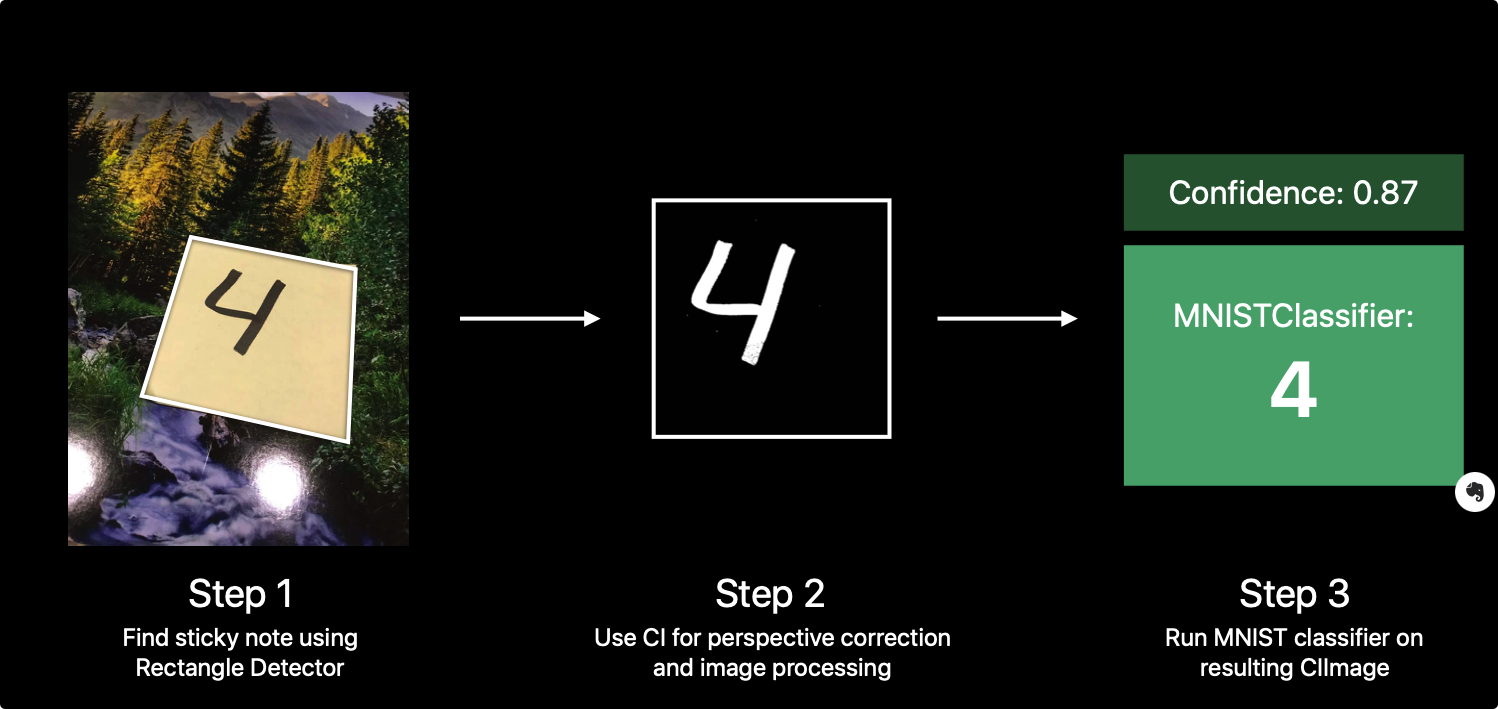 4
4
Confidence: 0.87
MNISTClassifier:
4
Step 1
Find sticky note using
Rectangle Detector
Step 2
Use CI for perspective correction
and image processing
Step 3
Run MNIST classifier on
resulting CIImage